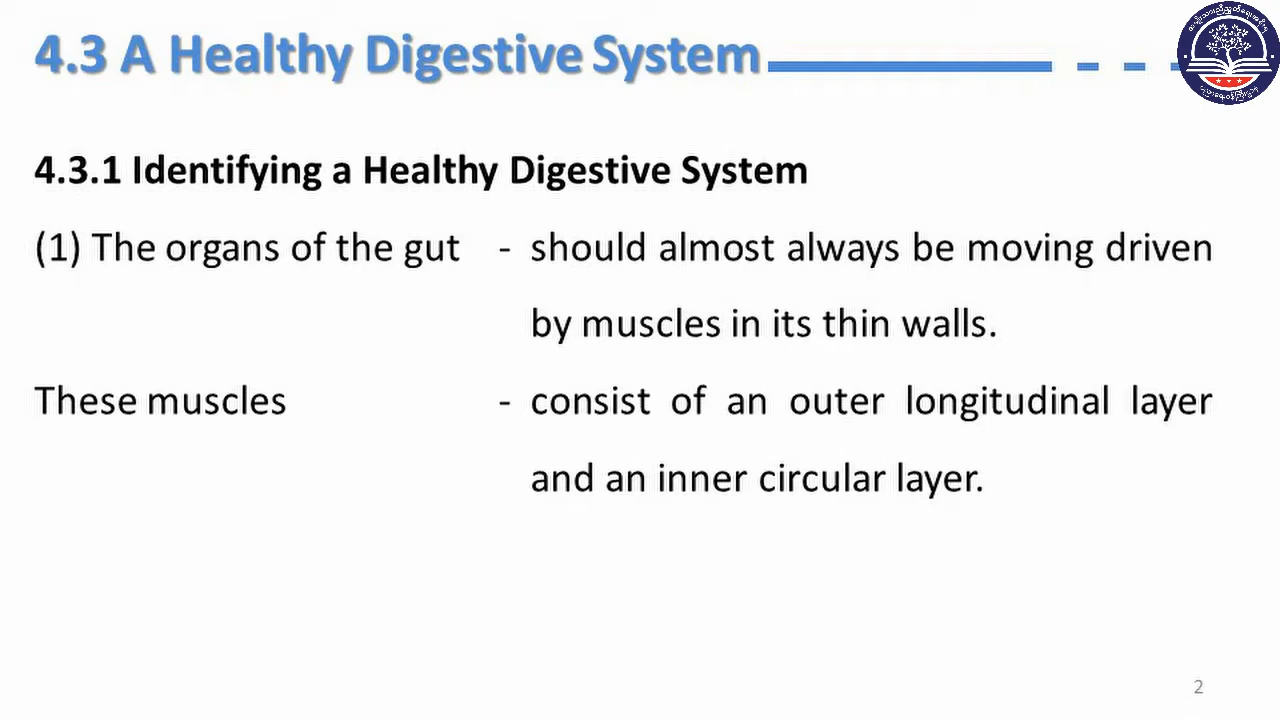 4.3 A Healthy Digestive System
4.3.1 Identifying a Healthy Digestive System
(1) The organs of the gut - should almost always be moving driven
by muscles in its thin walls.
These muscles - consist of an outer longitudinal layer
and an inner circular layer.
2